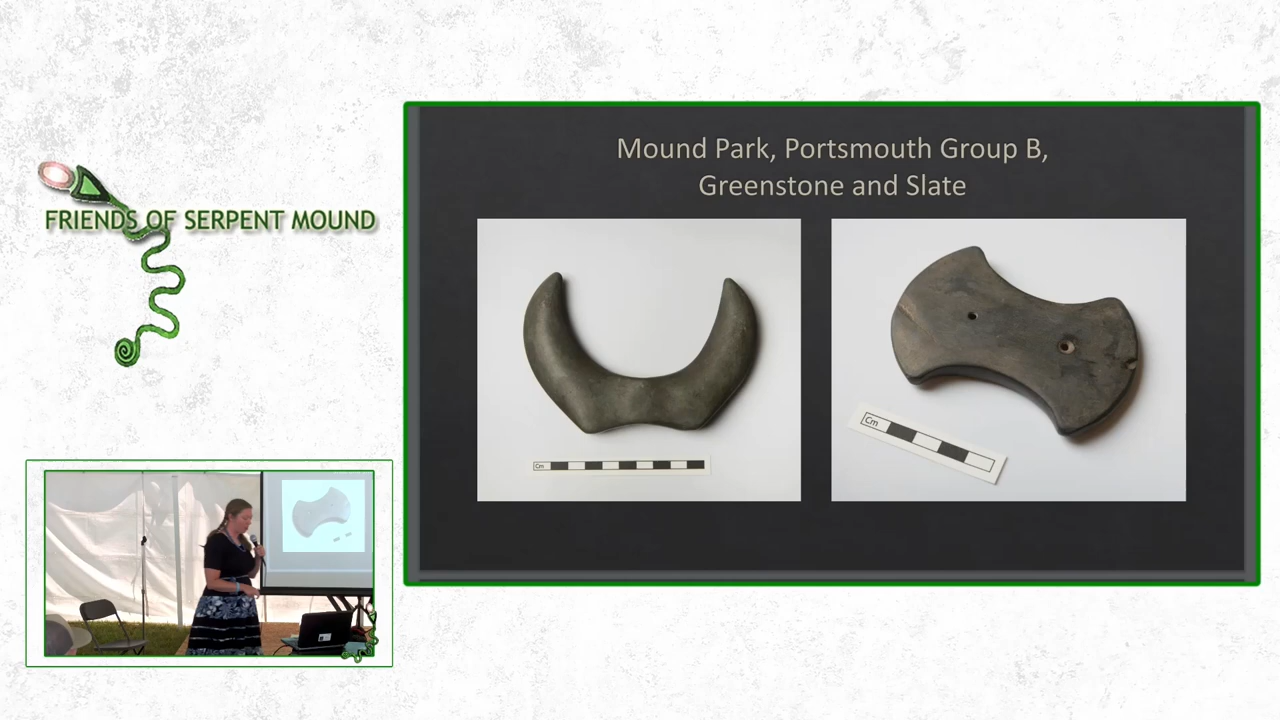 FRIENDS OF SERPENT MOUND
Mound Park, Portsmouth Group B,
Greenstone and Slate
Cm
Cm